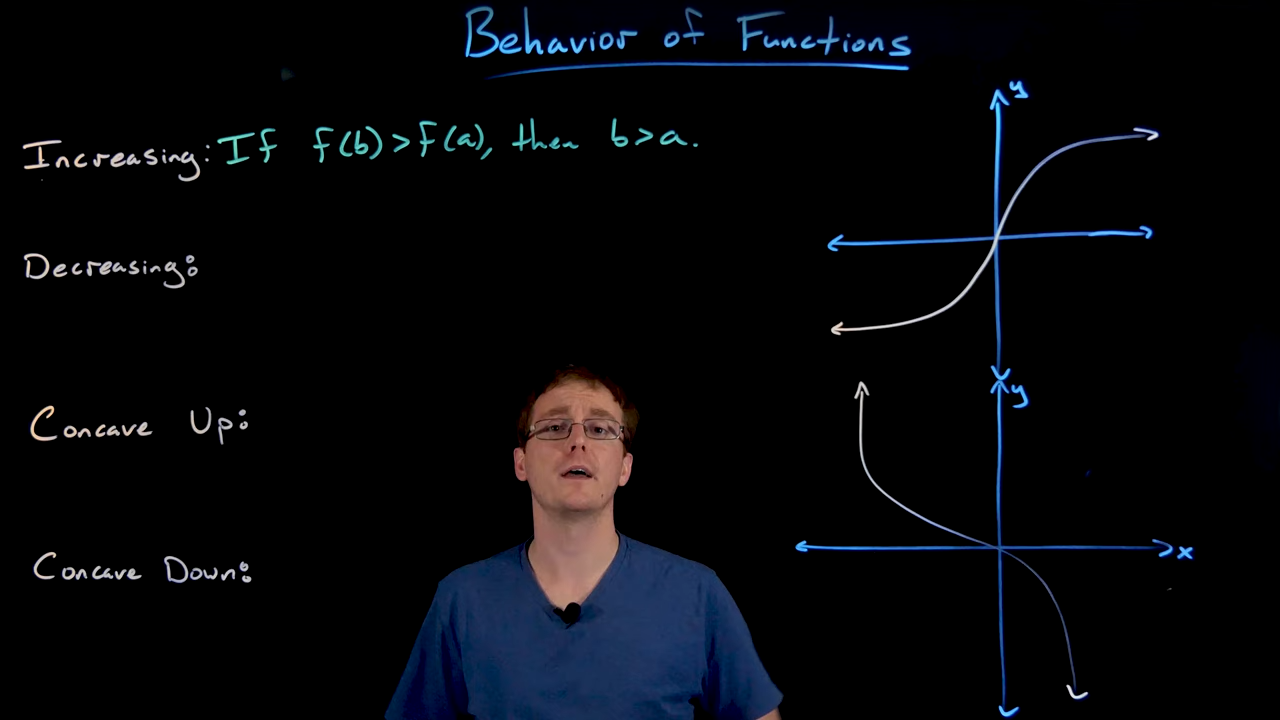 Behavior of Functions
Increasing: If f(b) > f(a), then b > a.
Decreasing:
Concave Up:
Concave Down:
y
y
x